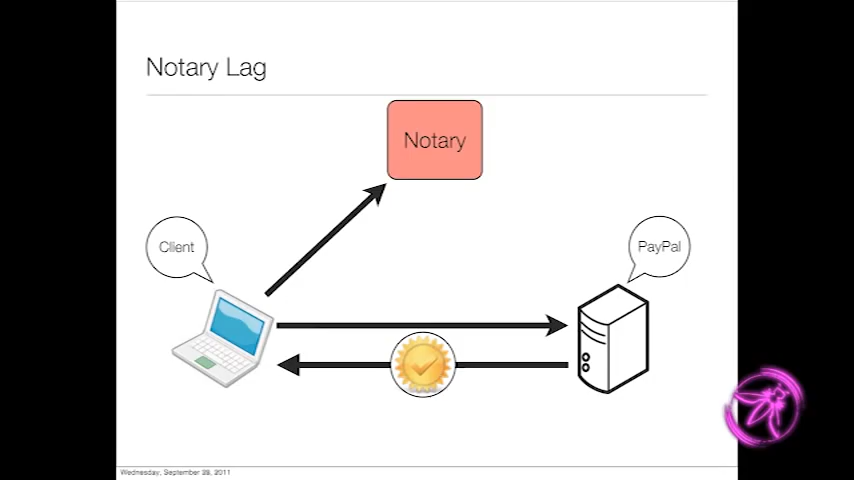 Notary Lag
Notary
Client
PayPal
Wednesday, September 28, 2011